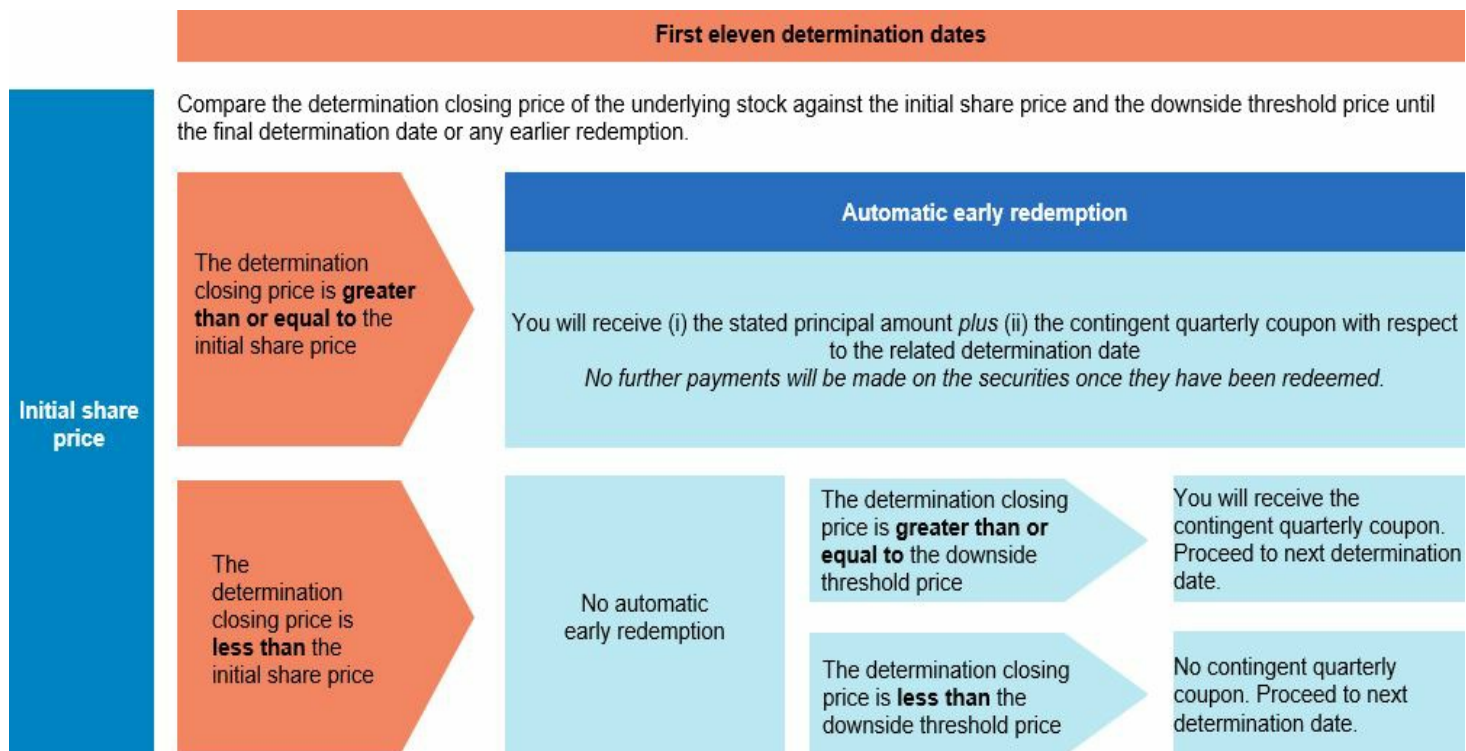 First eleven determination dates
Compare the determination closing price of the underlying stock against the initial share price and the downside threshold price until
the final determination date or any earlier redemption.
Initial share
price
The determination
closing price is greater
than or equal to the
initial share price
Automatic early redemption
You will receive (i) the stated principal amount plus (ii) the contingent quarterly coupon with respect
to the related determination date
No further payments will be made on the securities once they have been redeemed.
The
determination
closing price is
less than the
initial share price
No automatic
early redemption
The determination closing
price is greater than or
equal to the downside
threshold price
You will receive the
contingent quarterly coupon.
Proceed to next determination
date.
The determination closing
price is less than the
downside threshold price
No contingent quarterly
coupon. Proceed to next
determination date.